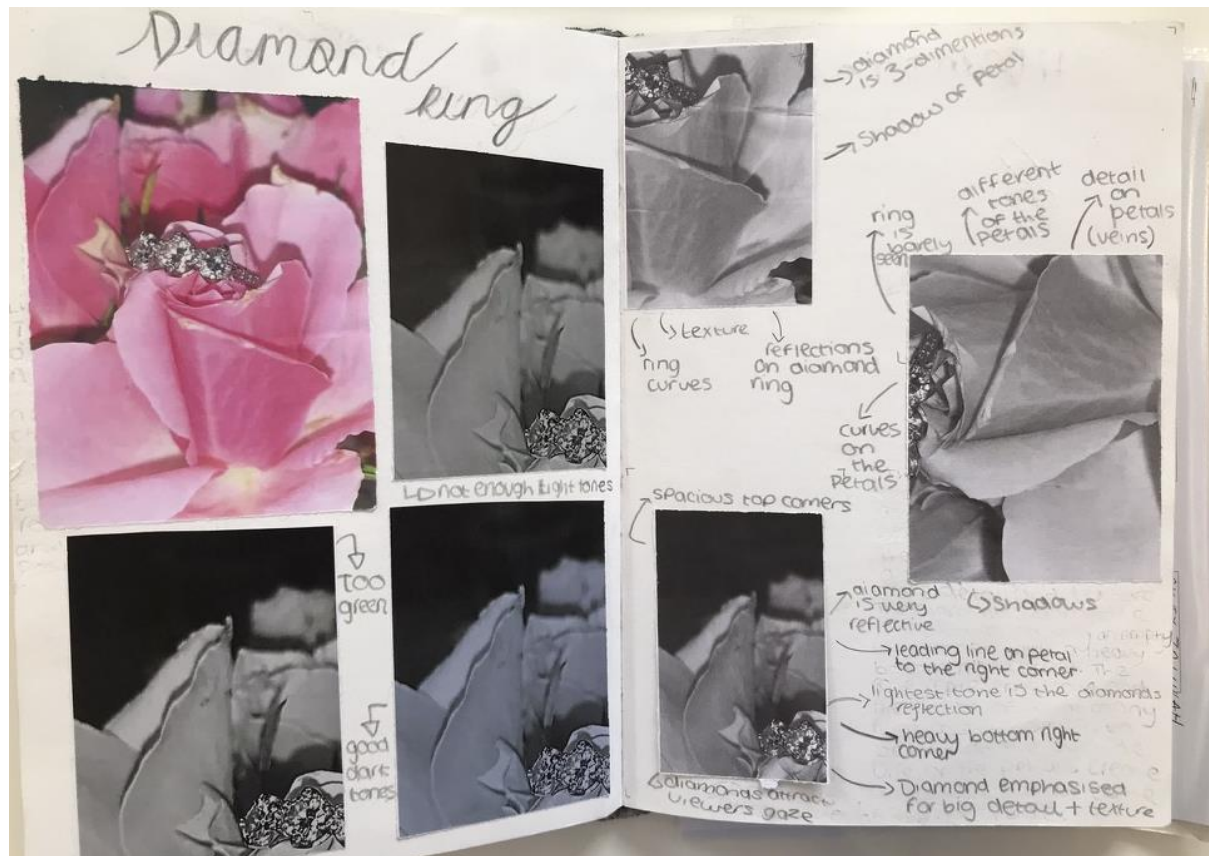 Diamond
Ring
↳ not enough light tones
too
green
good
dark
tones
diamond
is 3-dimentions
Shadow of petal
ring
is
barely
seen
different
tones
of the
petals
detail
on
petals
(veins)
texture
ring
curves
reflections
on diamond
ring
curves
on
the
petals
spacious top corners
Shadows
diamond
is very
reflective
leading line on petal
to the right corner.
lightest tone is the diamonds
reflection
heavy bottom right
corner
Diamond emphasised
for big detail + texture
diamonds attract
viewers gaze